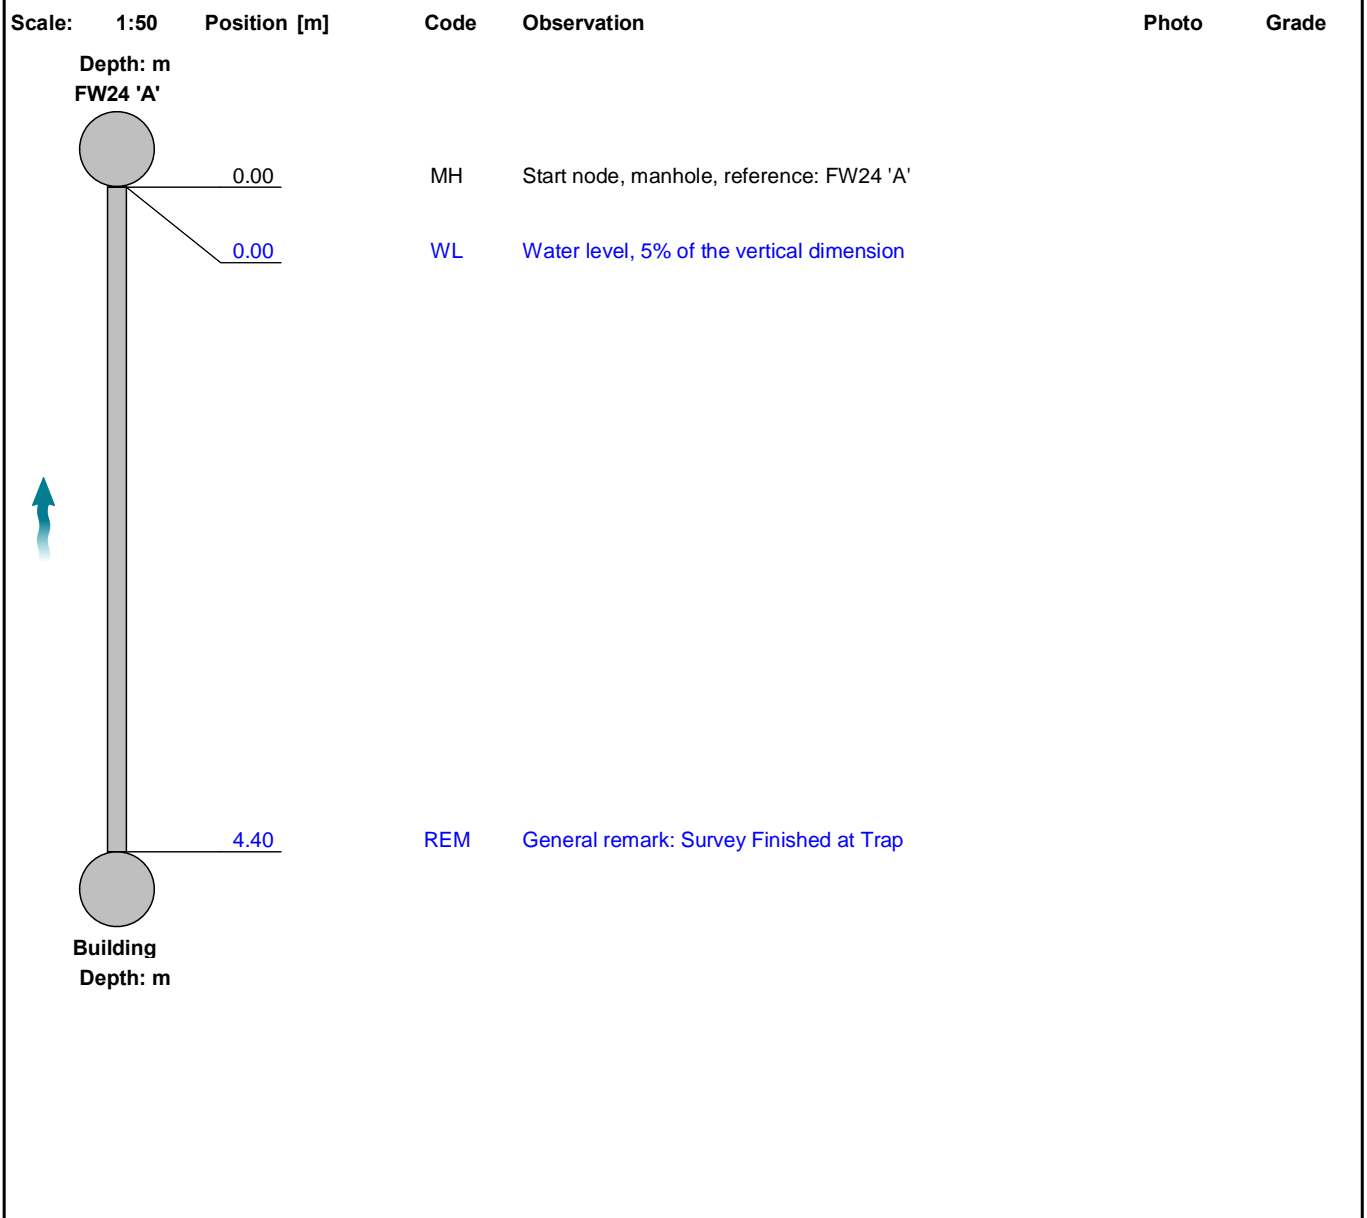 Scale: 1:50 Position [m] Code Observation Photo Grade
Depth: m
FW24 'A'
0.00 MH Start node, manhole, reference: FW24 'A'
0.00 WL Water level, 5% of the vertical dimension
4.40 REM General remark: Survey Finished at Trap
Building
Depth: m